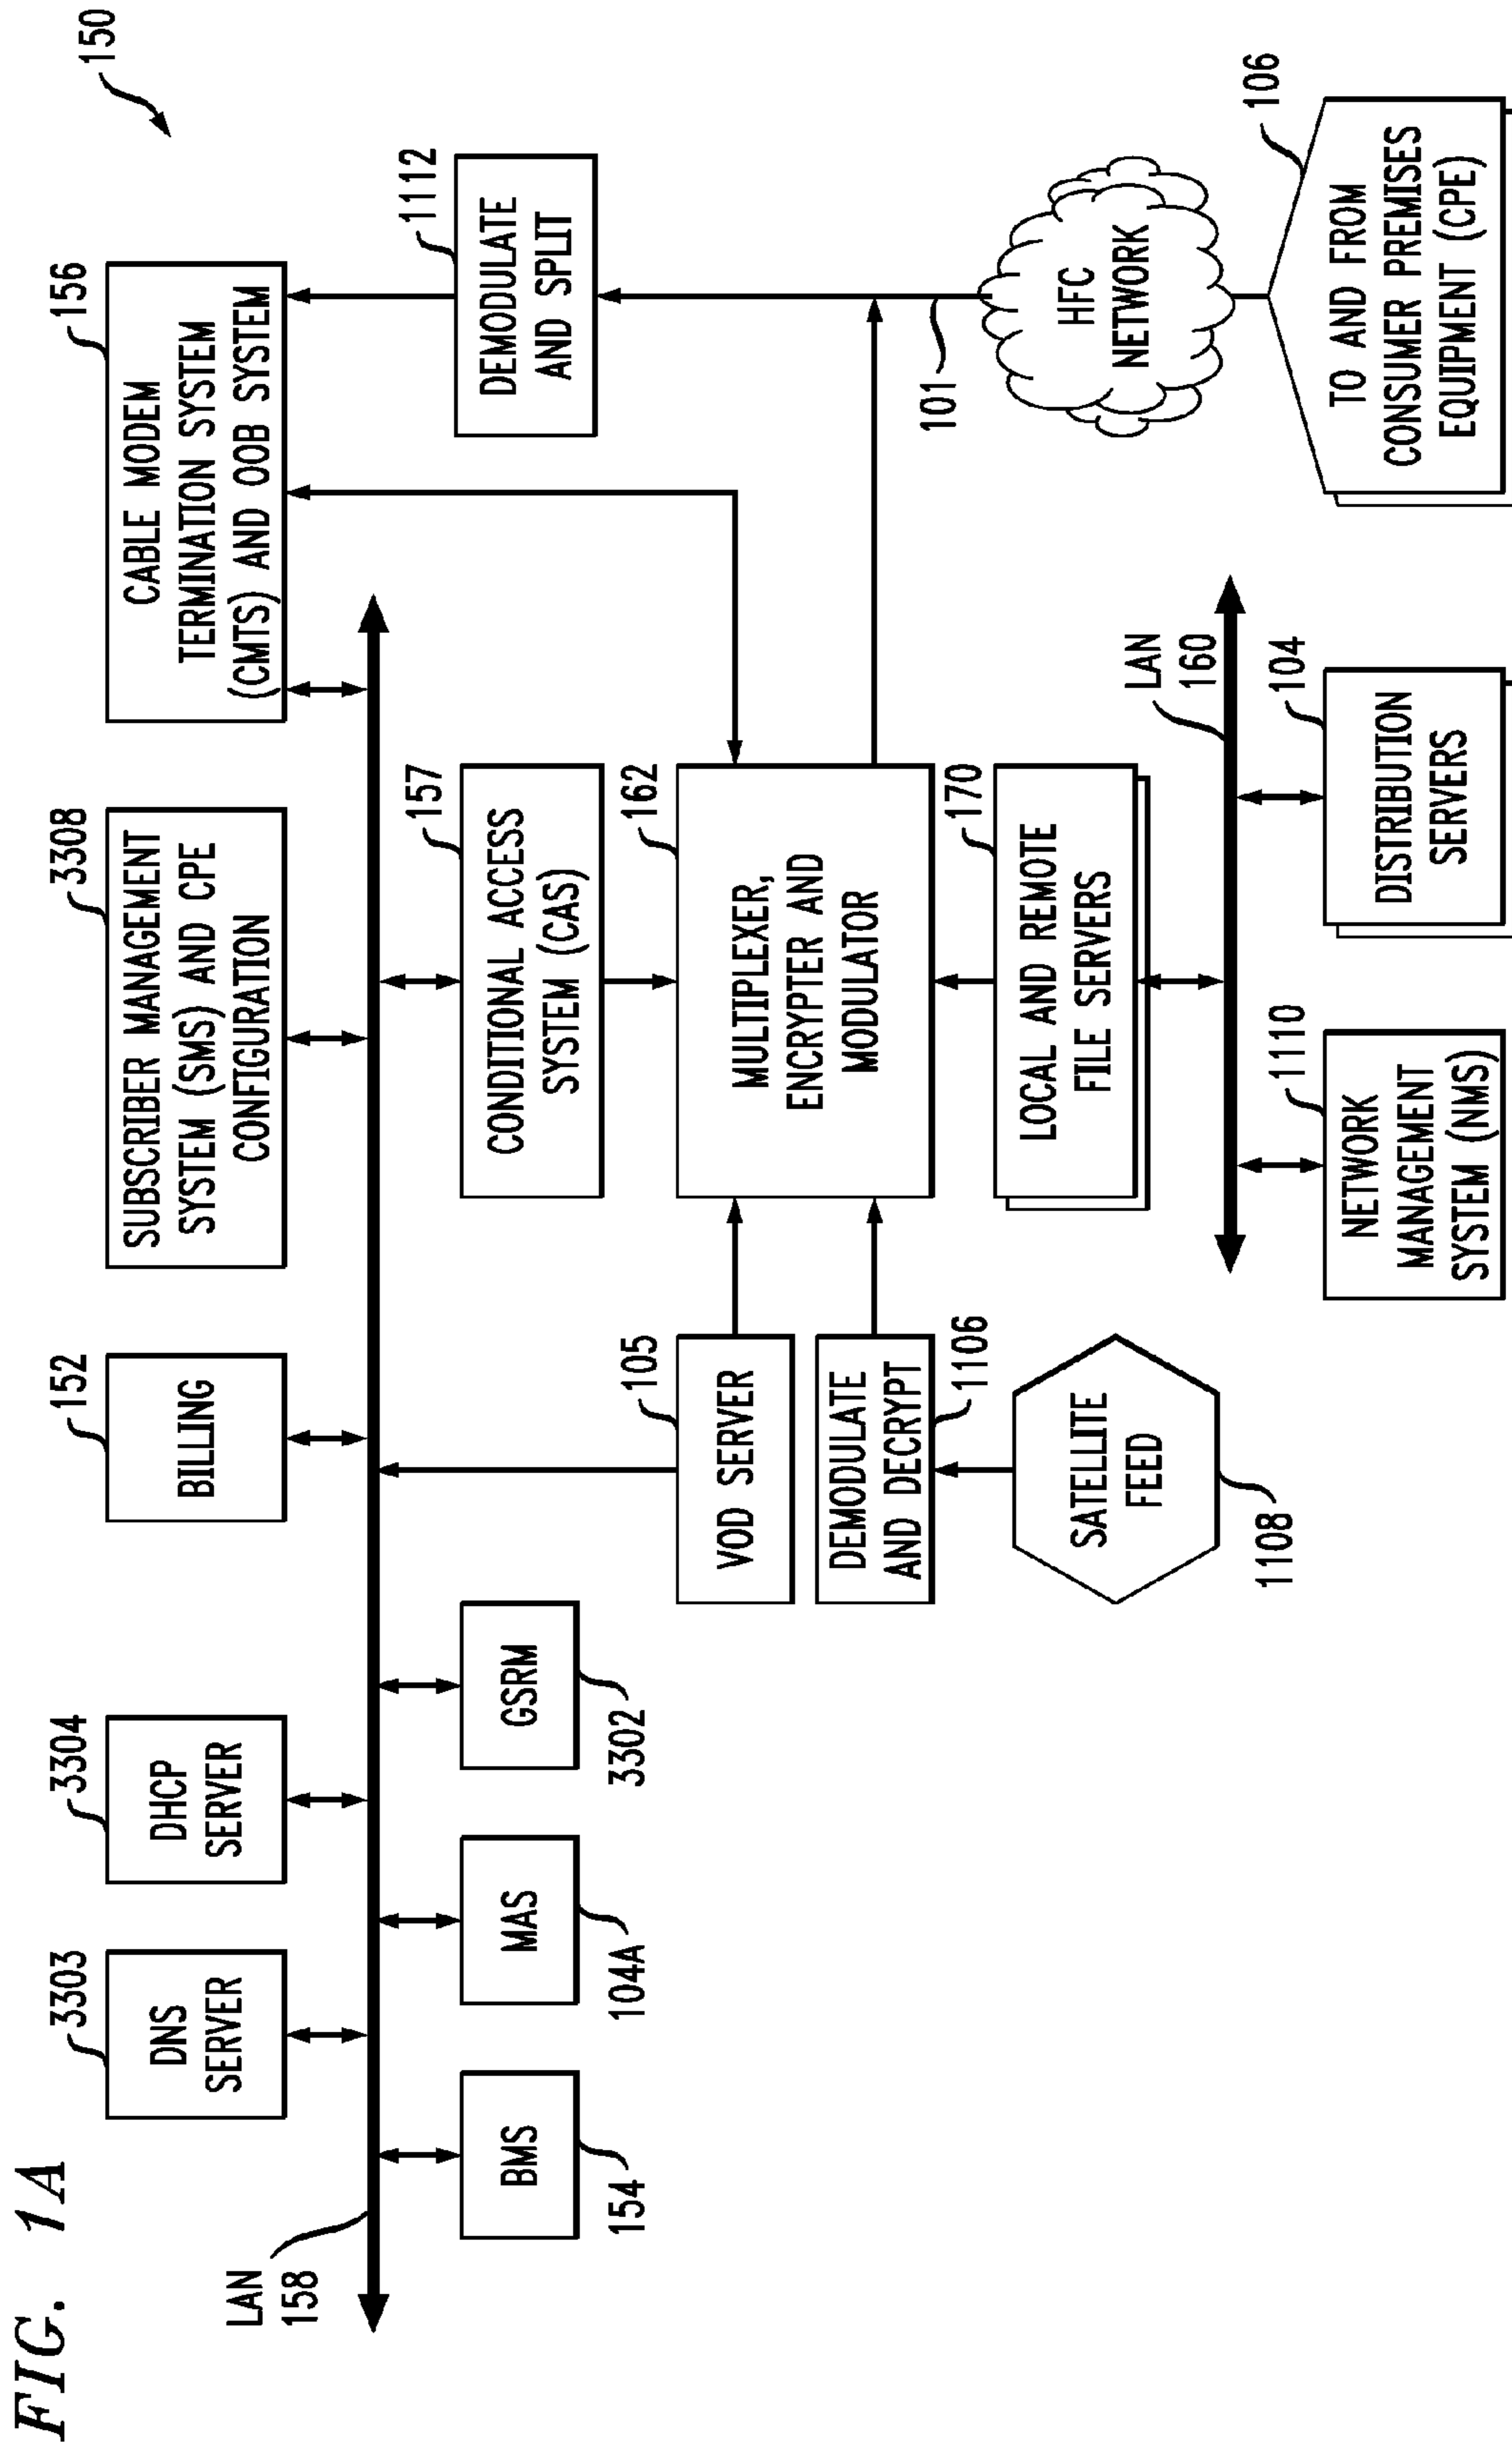 FIG. 1A
150
3303
DNS
SERVER
3304
DHCP
SERVER
152
BILLING
3308
SUBSCRIBER MANAGEMENT
SYSTEM (SMS) AND CPE
CONFIGURATION
156
CABLE MODEM
TERMINATION SYSTEM
(CMTS) AND OOB SYSTEM
LAN
158
BMS
154
MAS
104A
GSRM
3302
157
CONDITIONAL ACCESS
SYSTEM (CAS)
1112
DEMODULATE
AND SPLIT
105
VOD SERVER
162
MULTIPLEXER,
ENCRYPTER AND
MODULATOR
DEMODULATE
AND DECRYPT
1106
101
SATELLITE
FEED
1108
170
LOCAL AND REMOTE
FILE SERVERS
HFC
NETWORK
LAN
160
1110
NETWORK
MANAGEMENT
SYSTEM (NMS)
104
DISTRIBUTION
SERVERS
106
TO AND FROM
CONSUMER PREMISES
EQUIPMENT (CPE)